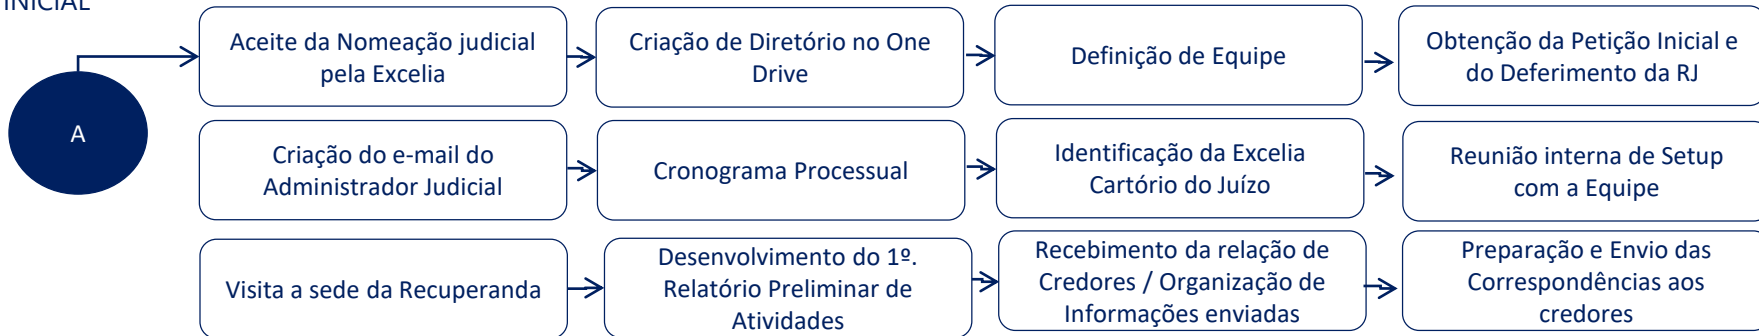 INICIAL
A
Aceite da Nomeação judicial
pela Excelia
Criação de Diretório no One
Drive
Definição de Equipe
Obtenção da Petição Inicial e
do Deferimento da RJ
Criação do e-mail do
Administrador Judicial
Cronograma Processual
Identificação da Excelia
Cartório do Juízo
Reunião interna de Setup
com a Equipe
Visita a sede da Recuperanda
Desenvolvimento do 1º.
Relatório Preliminar de
Atividades
Recebimento da relação de
Credores / Organização de
Informações enviadas
Preparação e Envio das
Correspondências aos
credores